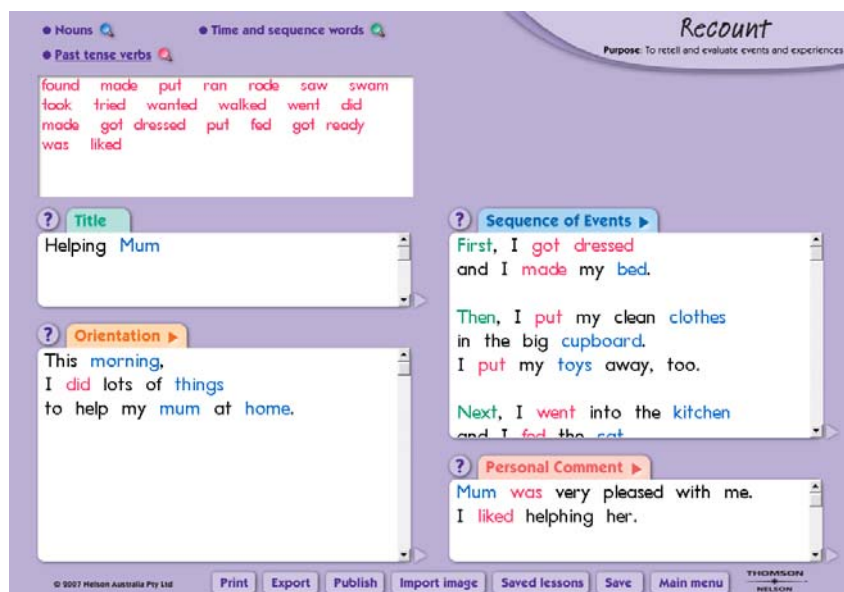 Nouns
Time and sequence words
Past tense verbs
Recount
Purpose: To retell and evaluate events and experiences
found made put ran rode saw swam
took tried wanted walked went did
made got dressed put fed got ready
was liked
? Title
Helping Mum
? Orientation
This morning,
I did lots of things
to help my mum at home.
? Sequence of Events
First, I got dressed
and I made my bed.
Then, I put my clean clothes
in the big cupboard.
I put my toys away, too.
Next, I went into the kitchen
and I fed the cat
? Personal Comment
Mum was very pleased with me.
I liked helphing her.
© 2007 Nelson Australia Pty Ltd
Print
Export
Publish
Import image
Saved lessons
Save
Main menu
THOMSON
NELSON